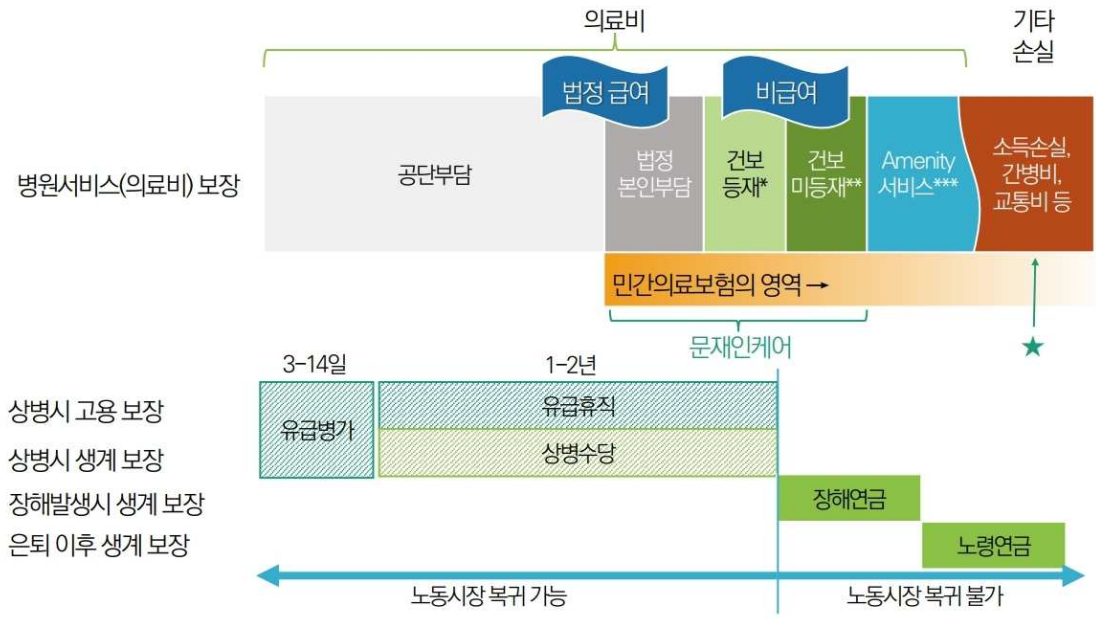 의료비
기타
손실
법정 급여
비급여
병원서비스(의료비) 보장
공단부담
법정
본인부담
건보
등재*
건보
미등재**
Amenity
서비스***
소득손실,
간병비,
교통비 등
민간의료보험의 영역 →
문재인케어
★
3-14일
1-2년
상병시 고용 보장
유급병가
유급휴직
상병시 생계 보장
상병수당
장해발생시 생계 보장
장해연금
은퇴 이후 생계 보장
노령연금
노동시장 복귀 가능
노동시장 복귀 불가